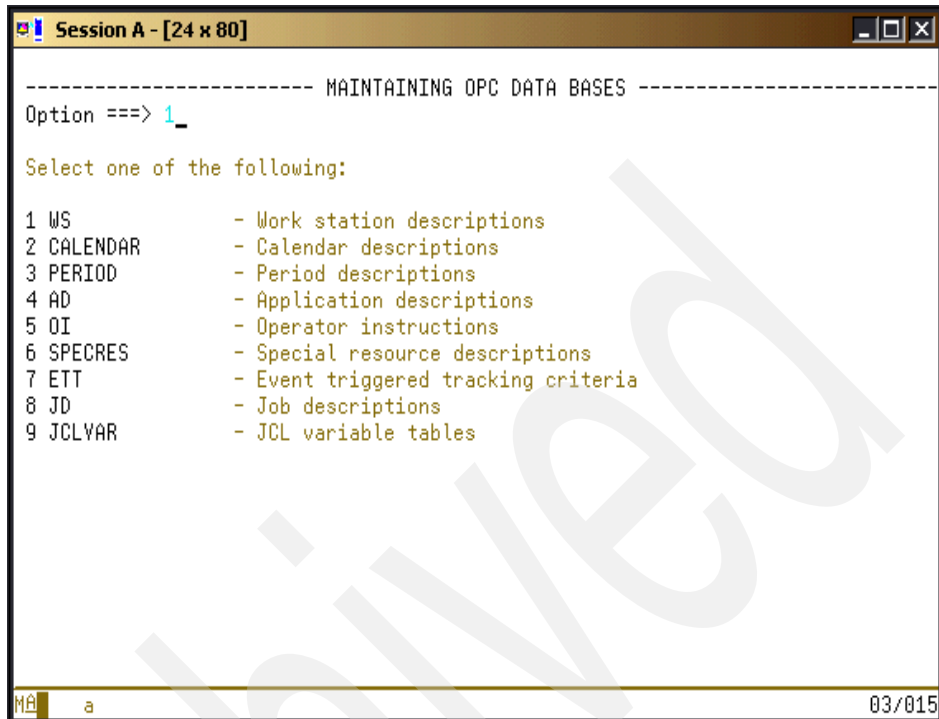 Session A - [24 x 80]
------------------------- MAINTAINING OPC DATA BASES --------------------------
Option ===> 1_
Select one of the following:
1 WS - Work station descriptions
2 CALENDAR - Calendar descriptions
3 PERIOD - Period descriptions
4 AD - Application descriptions
5 OI - Operator instructions
6 SPECRES - Special resource descriptions
7 ETT - Event triggered tracking criteria
8 JD - Job descriptions
9 JCLVAR - JCL variable tables
hived
MA a 03/015